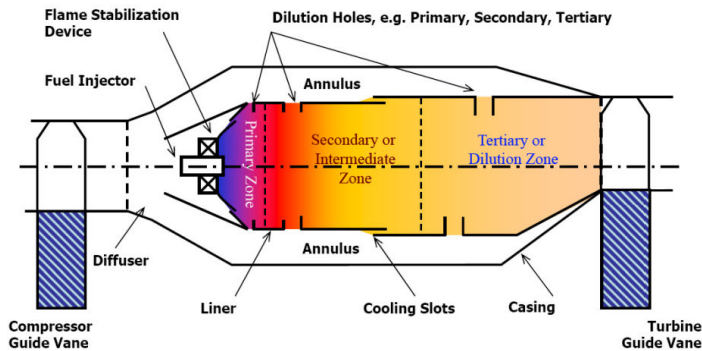 Flame Stabilization
Device
Dilution Holes, e.g. Primary, Secondary, Tertiary
Fuel Injector
Annulus
Primary Zone
Secondary or
Intermediate
Zone
Tertiary or
Dilution Zone
Annulus
Diffuser
Liner
Cooling Slots
Casing
Compressor
Guide Vane
Turbine
Guide Vane